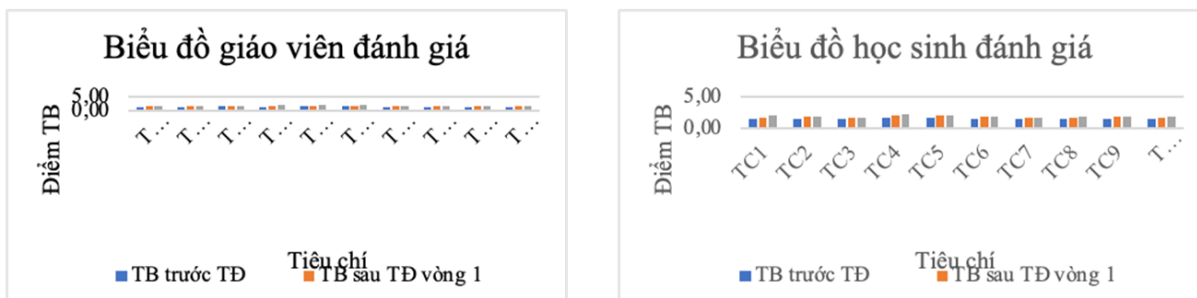 Biểu đồ giáo viên đánh giá
5,00
0,00
Điểm TB
T… T… T… T… T… T… T… T… T… T…
Tiêu chí
TB trước TĐ TB sau TĐ vòng 1
Biểu đồ học sinh đánh giá
5,00
0,00
Điểm TB
TC1 TC2 TC3 TC4 TC5 TC6 TC7 TC8 TC9 T…
Tiêu chí
TB trước TĐ TB sau TĐ vòng 1